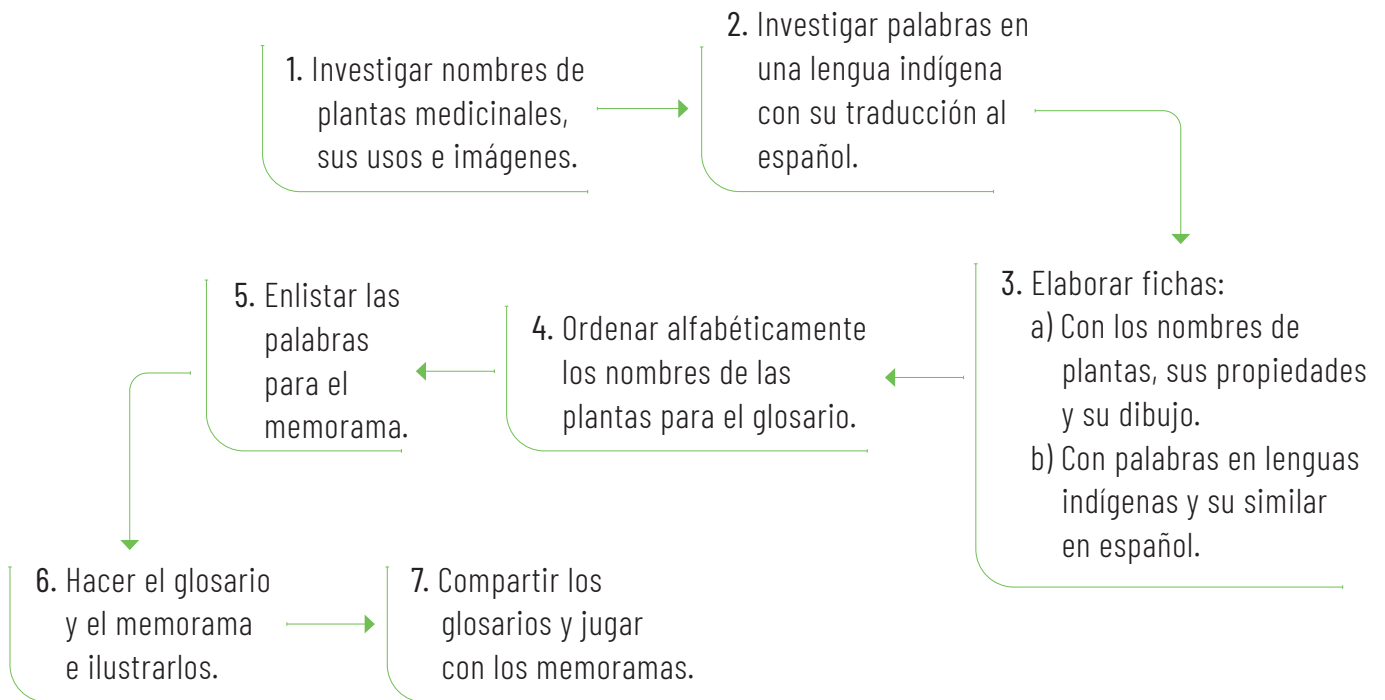 1. Investigar nombres de
plantas medicinales,
sus usos e imágenes.
2. Investigar palabras en
una lengua indígena
con su traducción al
español.
3. Elaborar fichas:
a) Con los nombres de
plantas, sus propiedades
y su dibujo.
b) Con palabras en lenguas
indígenas y su similar
en español.
4. Ordenar alfabéticamente
los nombres de las
plantas para el glosario.
5. Enlistar las
palabras
para el
memorama.
6. Hacer el glosario
y el memorama
e ilustrarlos.
7. Compartir los
glosarios y jugar
con los memoramas.